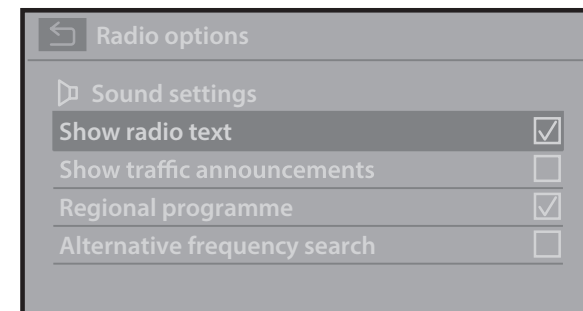 Radio options
Sound settings
Show radio text
Show traffic announcements
Regional programme
Alternative frequency search